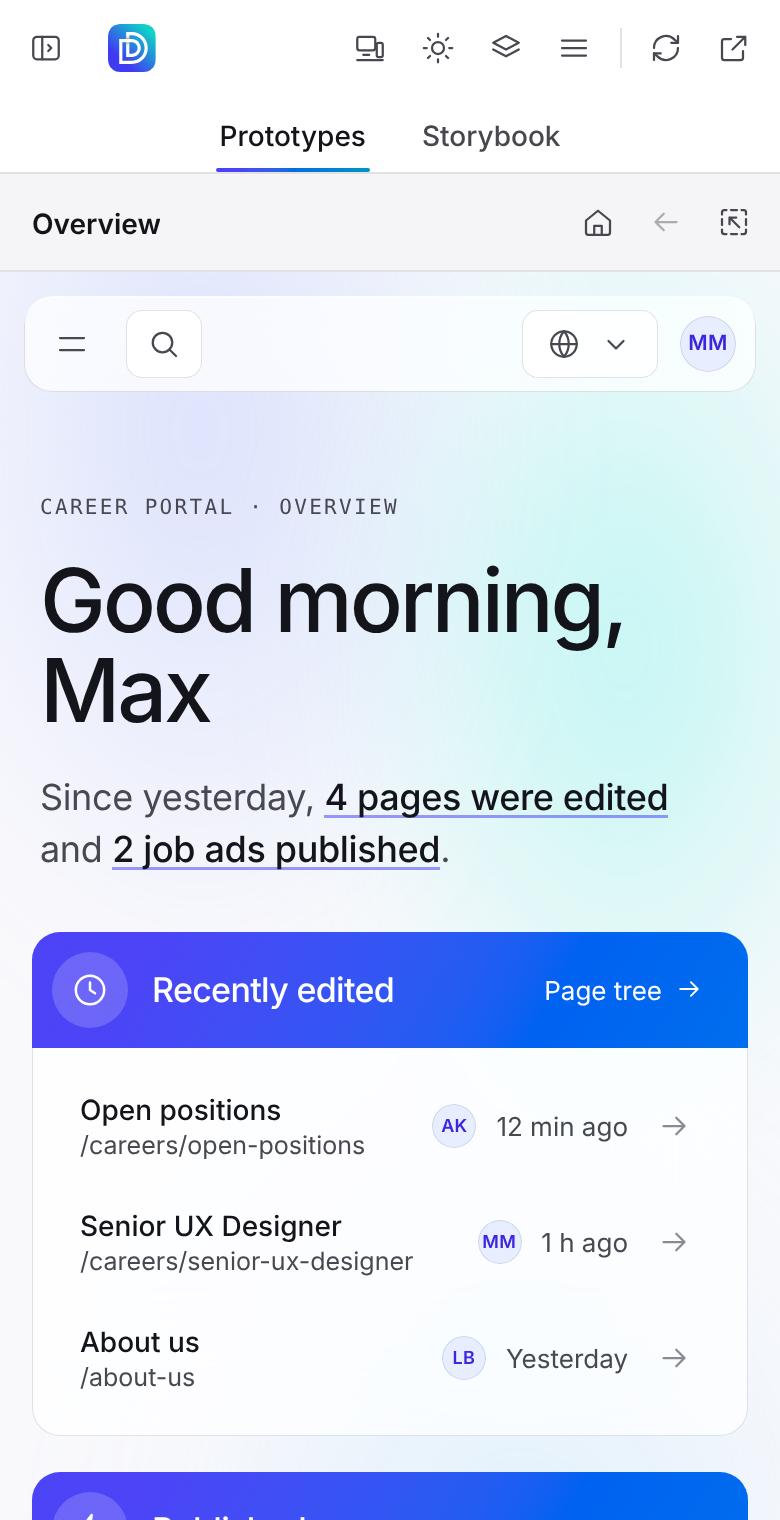 Prototypes
Storybook
Overview
MM
CAREER PORTAL · OVERVIEW
Good morning,
Max
Since yesterday, 4 pages were edited
and 2 job ads published.
Recently edited
Page tree
Open positions
/careers/open-positions
AK
12 min ago
Senior UX Designer
/careers/senior-ux-designer
MM
1 h ago
About us
/about-us
LB
Yesterday